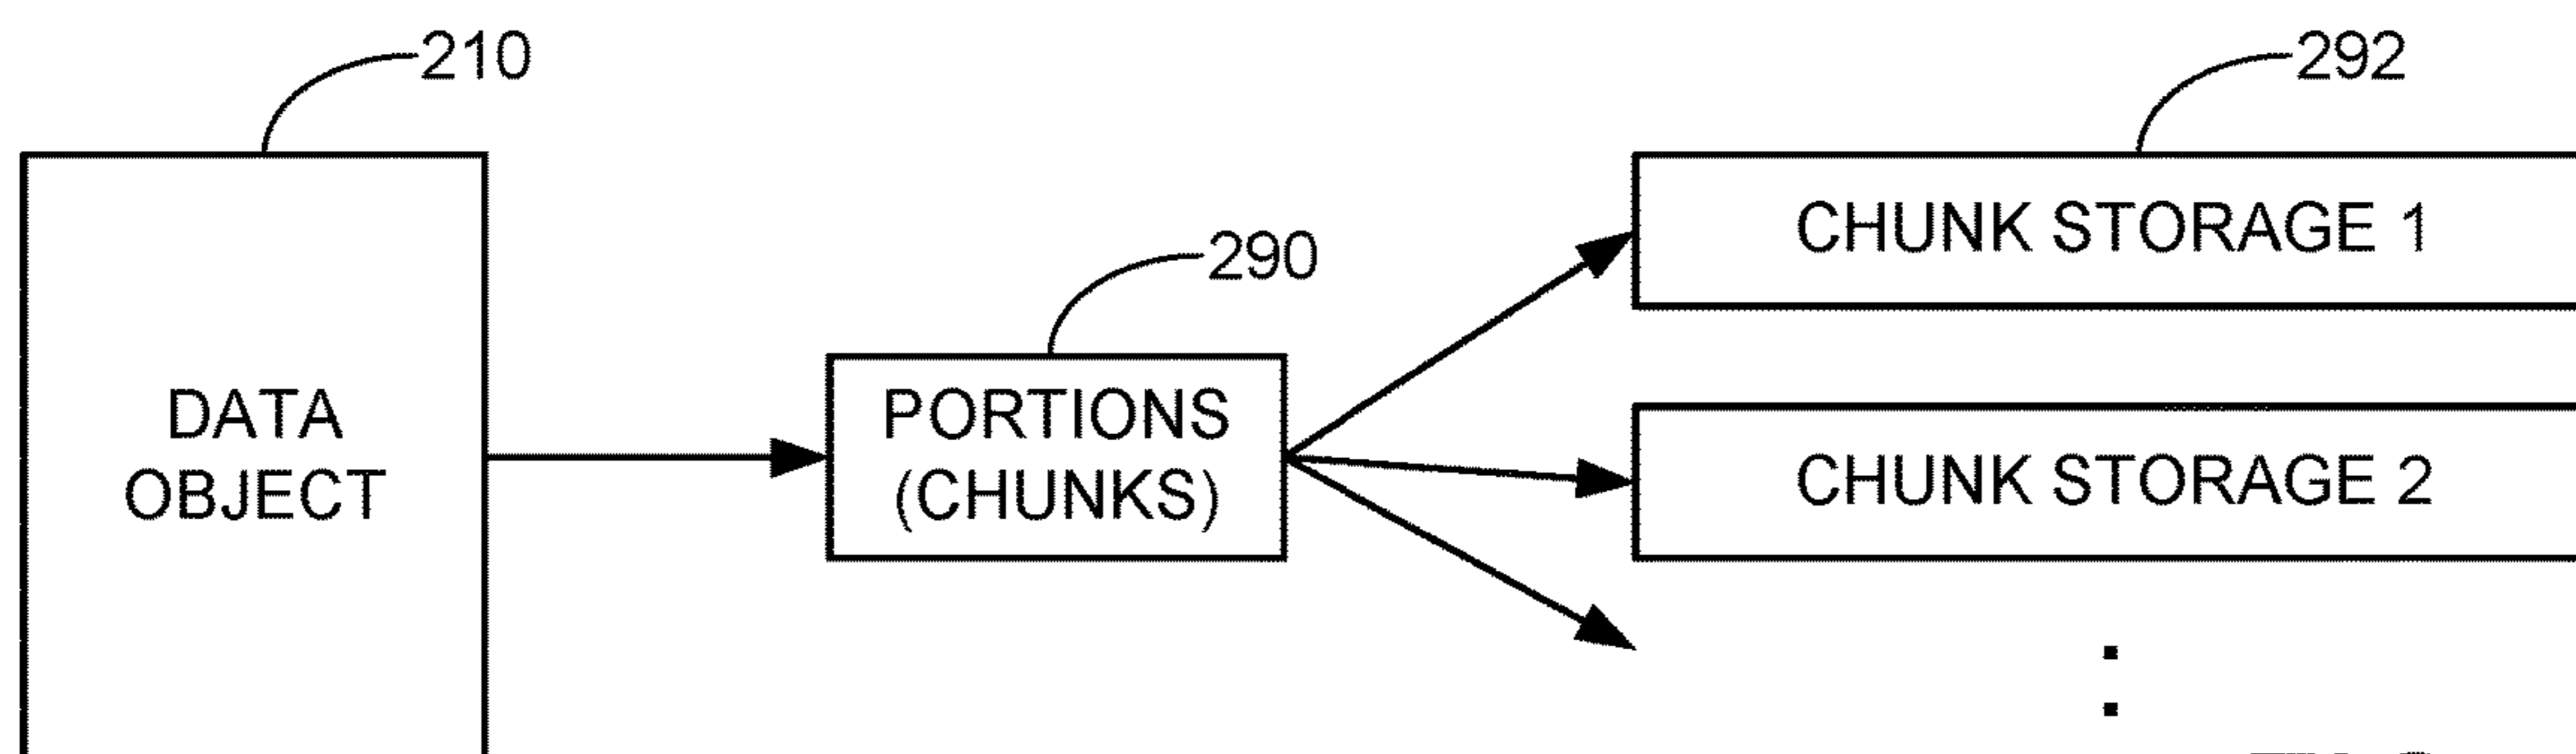 210
292
290
CHUNK STORAGE 1
DATA
OBJECT
PORTIONS
(CHUNKS)
CHUNK STORAGE 2